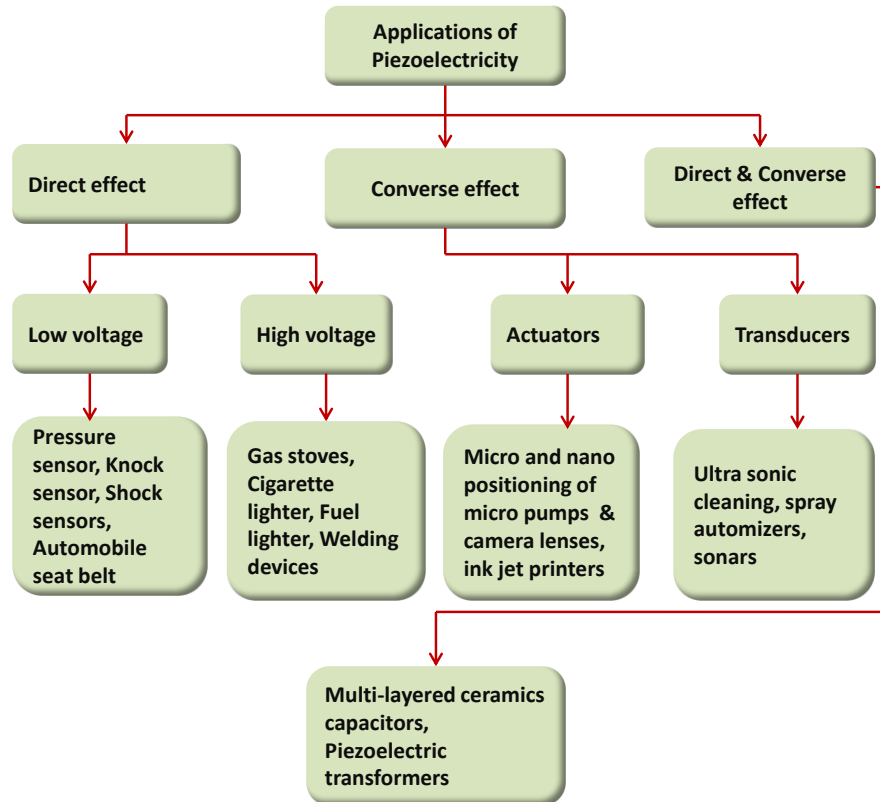 Applications of
Piezoelectricity
Direct effect
Converse effect
Direct & Converse
effect
Low voltage
High voltage
Actuators
Transducers
Pressure
sensor, Knock
sensor, Shock
sensors,
Automobile
seat belt
Gas stoves,
Cigarette
lighter, Fuel
lighter, Welding
devices
Micro and nano
positioning of
micro pumps &
camera lenses,
ink jet printers
Ultra sonic
cleaning, spray
automizers,
sonars
Multi-layered ceramics
capacitors,
Piezoelectric
transformers